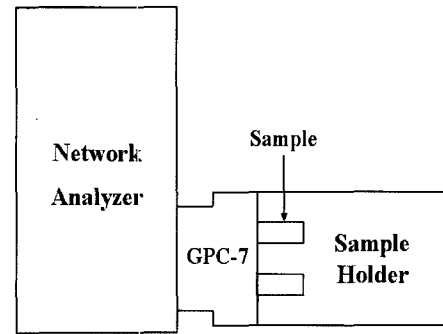 Network
Analyzer
Sample
GPC-7
Sample
Holder